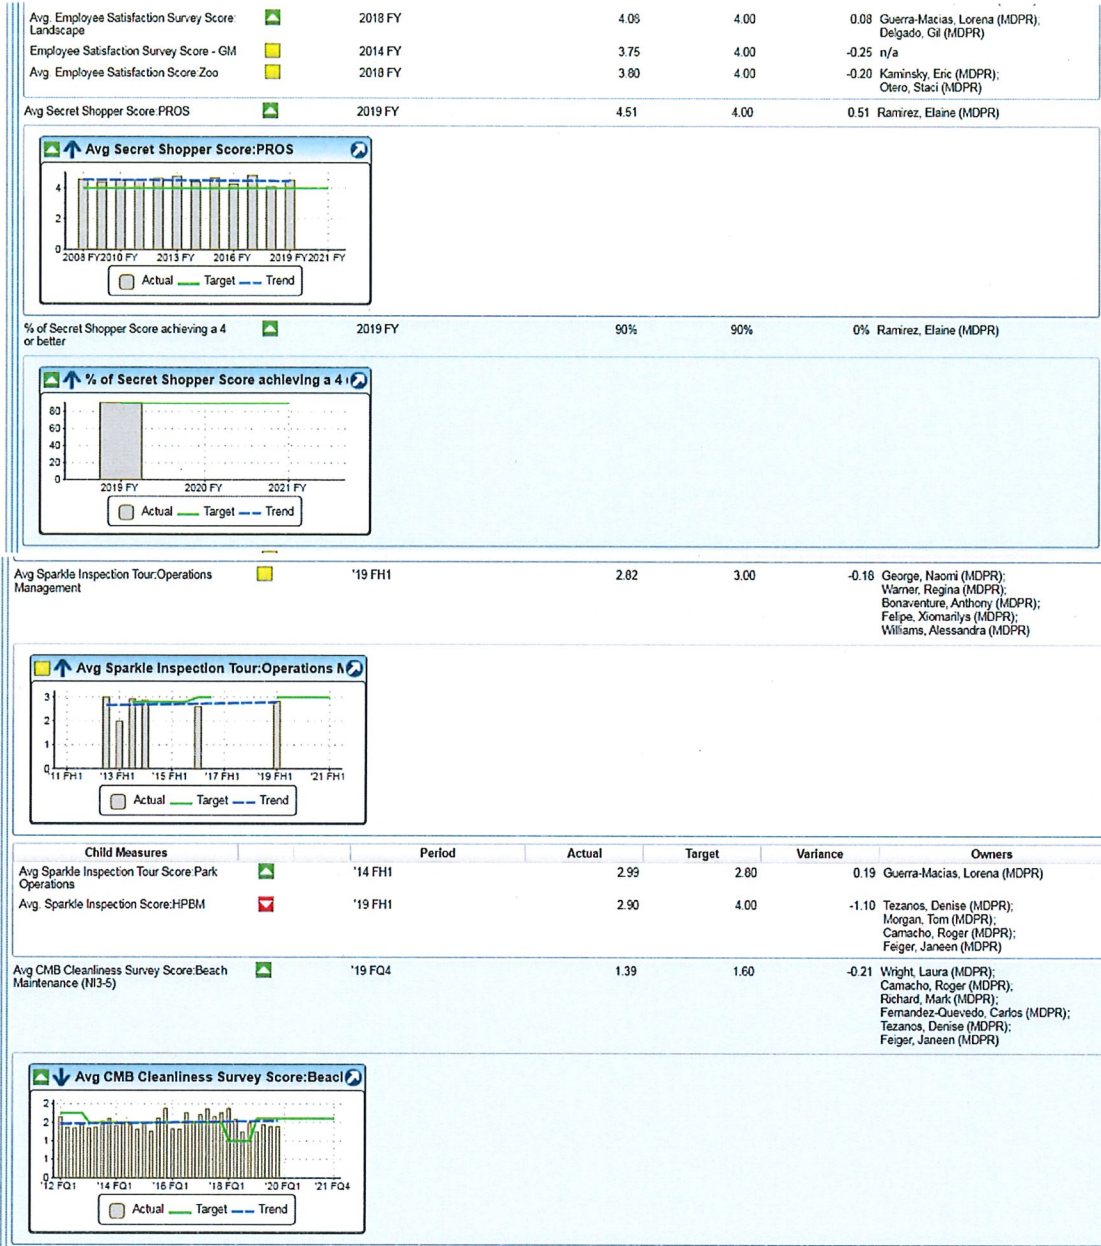 Avg. Employee Satisfaction Survey Score: Landscape 2018 FY 4.08 4.00 0.08 Guerra-Macias, Lorena (MDPR); Delgado, Gil (MDPR)
Employee Satisfaction Survey Score - GM 2014 FY 3.75 4.00 -0.25 n/a
Avg. Employee Satisfaction Score:Zoo 2018 FY 3.80 4.00 -0.20 Kaminsky, Eric (MDPR); Otero, Staci (MDPR)
Avg Secret Shopper Score:PROS 2019 FY 4.51 4.00 0.51 Ramirez, Elaine (MDPR)
Avg Secret Shopper Score:PROS
4
2
0
2008 FY 2010 FY 2013 FY 2016 FY 2019 FY 2021 FY
Actual Target Trend
% of Secret Shopper Score achieving a 4 or better 2019 FY 90% 90% 0% Ramirez, Elaine (MDPR)
% of Secret Shopper Score achieving a 4
80
60
40
20
0
2019 FY 2020 FY 2021 FY
Actual Target Trend
Avg Sparkle Inspection Tour:Operations Management '19 FH1 2.82 3.00 -0.18 George, Naomi (MDPR);
Warner, Regina (MDPR);
Bonaventure, Anthony (MDPR);
Felipe, Xiomarilys (MDPR);
Williams, Alessandra (MDPR)
Avg Sparkle Inspection Tour:Operations M
3
2
1
0
'11 FH1 '13 FH1 '15 FH1 '17 FH1 '19 FH1 '21 FH1
Actual Target Trend
Child Measures Period Actual Target Variance Owners
Avg Sparkle Inspection Tour Score:Park Operations '14 FH1 2.99 2.80 0.19 Guerra-Macias, Lorena (MDPR)
Avg. Sparkle Inspection Score:HPBM '19 FH1 2.90 4.00 -1.10 Tezanos, Denise (MDPR);
Morgan, Tom (MDPR);
Camacho, Roger (MDPR);
Feiger, Janeen (MDPR)
Avg CMB Cleanliness Survey Score:Beach Maintenance (NI3-5) '19 FQ4 1.39 1.60 -0.21 Wright, Laura (MDPR);
Camacho, Roger (MDPR);
Richard, Mark (MDPR);
Fernandez-Quevedo, Carlos (MDPR);
Tezanos, Denise (MDPR);
Feiger, Janeen (MDPR)
Avg CMB Cleanliness Survey Score:Beacl
2
2
1
1
0
'12 FQ1 '14 FQ1 '16 FQ1 '18 FQ1 '20 FQ1 '21 FQ4
Actual Target Trend